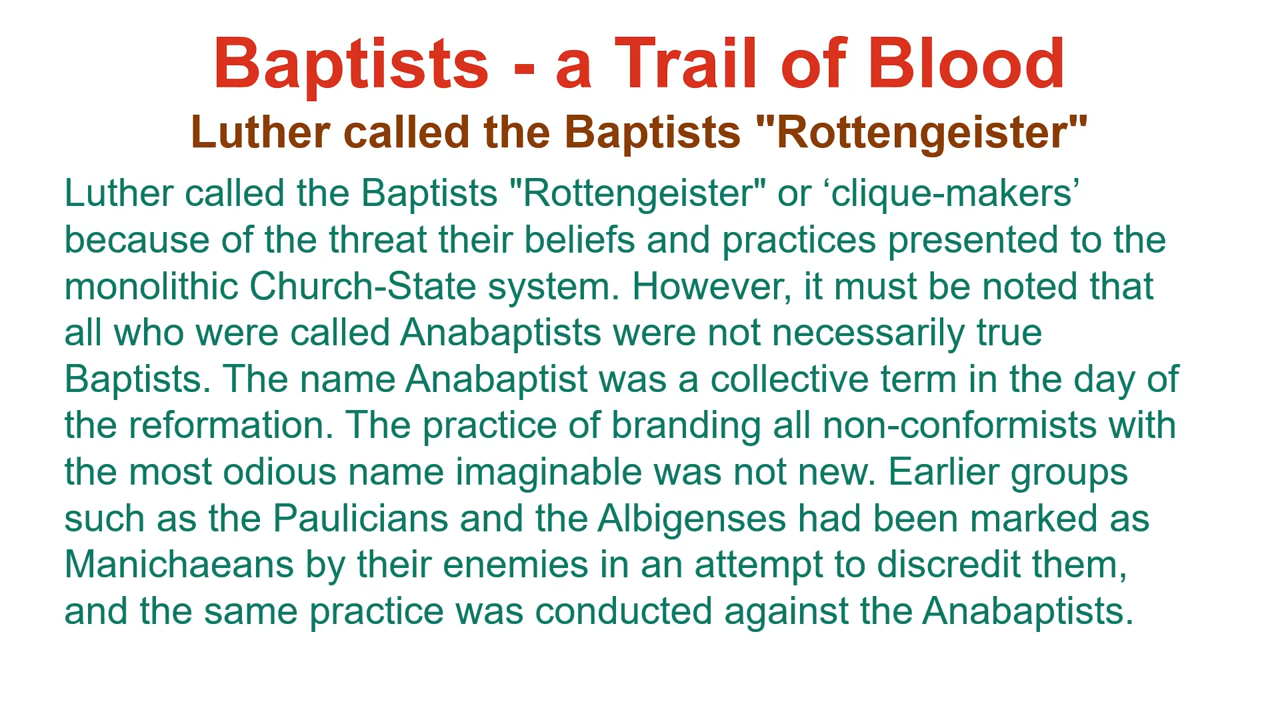 Baptists - a Trail of Blood
Luther called the Baptists "Rottengeister"
Luther called the Baptists "Rottengeister" or ‘clique-makers’
because of the threat their beliefs and practices presented to the
monolithic Church-State system. However, it must be noted that
all who were called Anabaptists were not necessarily true
Baptists. The name Anabaptist was a collective term in the day of
the reformation. The practice of branding all non-conformists with
the most odious name imaginable was not new. Earlier groups
such as the Paulicians and the Albigenses had been marked as
Manichaeans by their enemies in an attempt to discredit them,
and the same practice was conducted against the Anabaptists.